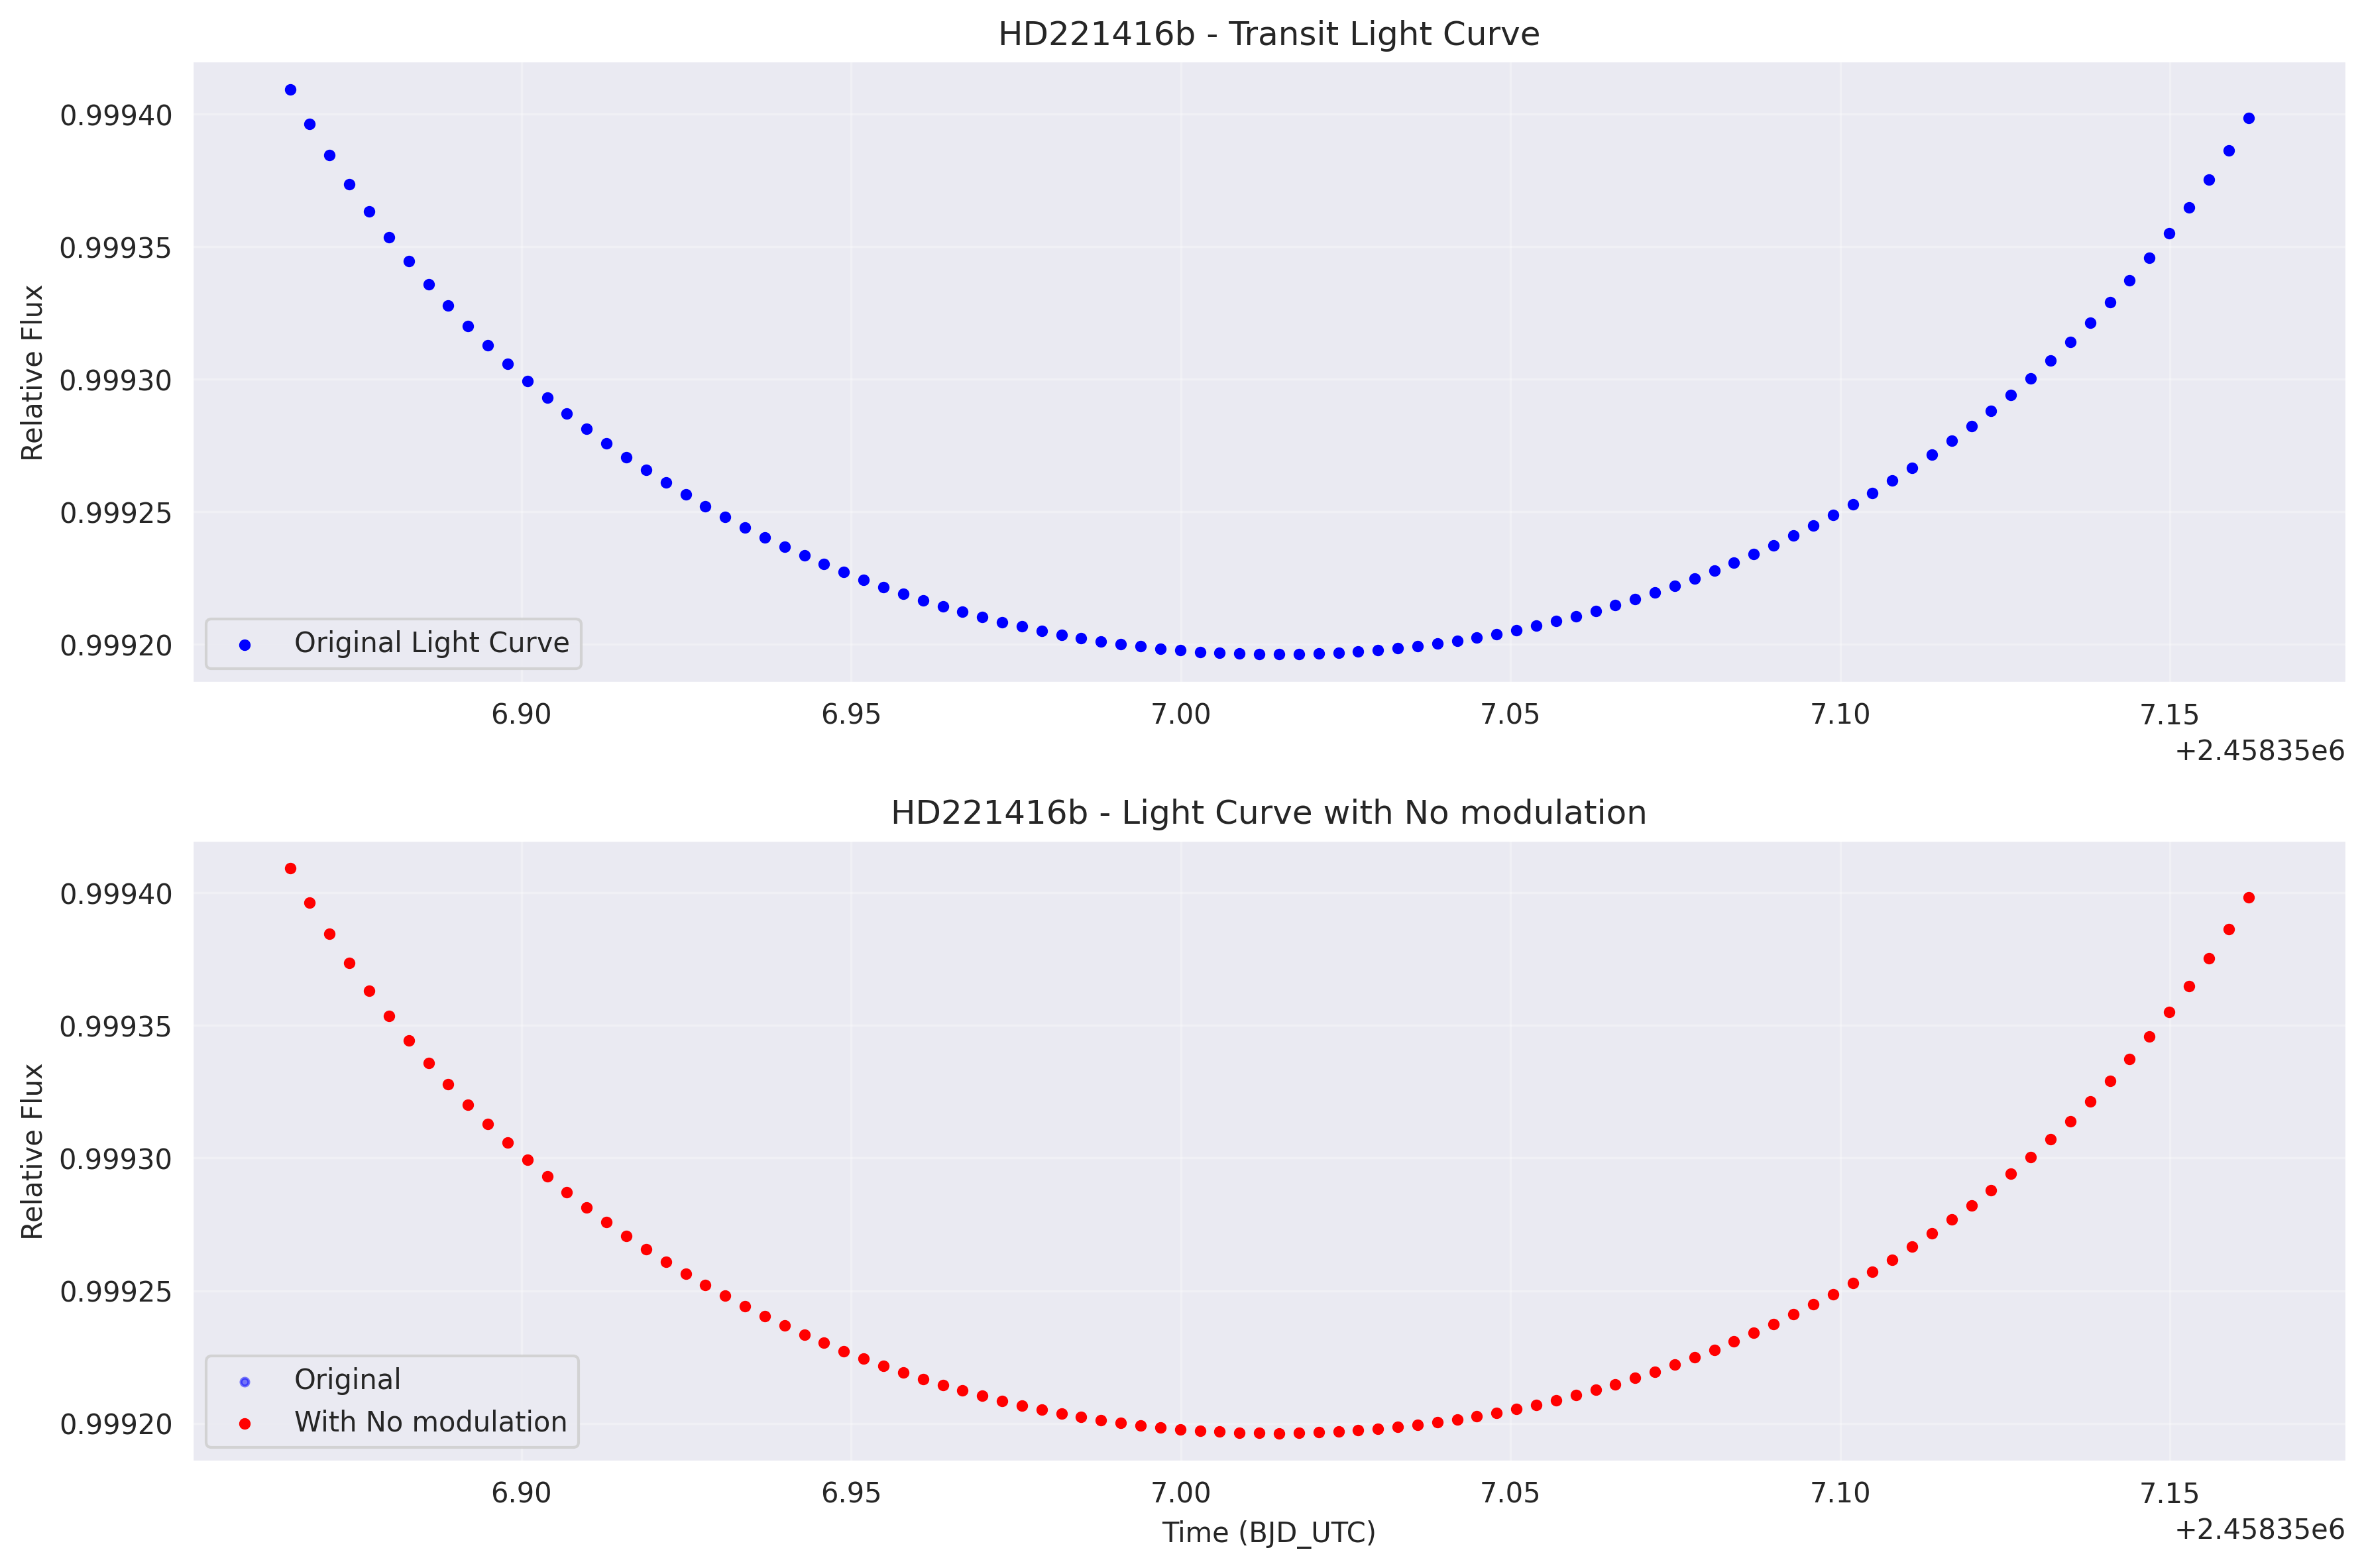 HD221416b - Transit Light Curve
Relative Flux
0.99940
0.99935
0.99930
0.99925
0.99920
Original Light Curve
6.90 6.95 7.00 7.05 7.10 7.15
+2.45835e6
HD221416b - Light Curve with No modulation
Relative Flux
0.99940
0.99935
0.99930
0.99925
0.99920
Original
With No modulation
6.90 6.95 7.00 7.05 7.10 7.15
Time (BJD_UTC)
+2.45835e6